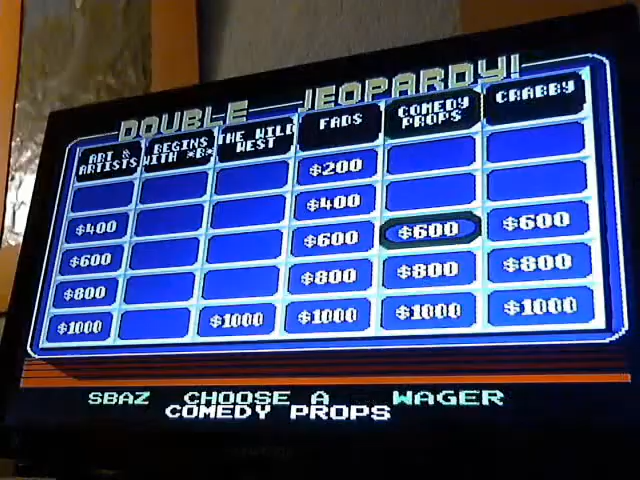 DOUBLE JEOPARDY!
ART & ARTISTS
BEGINS WITH *B*
THE WILD WEST
FADS
COMEDY PROPS
CRABBY
$200
$400 $400
$600 $600 $600 $600
$800 $800 $800 $800
$1000 $1000 $1000 $1000 $1000
SBAZ CHOOSE A WAGER
COMEDY PROPS